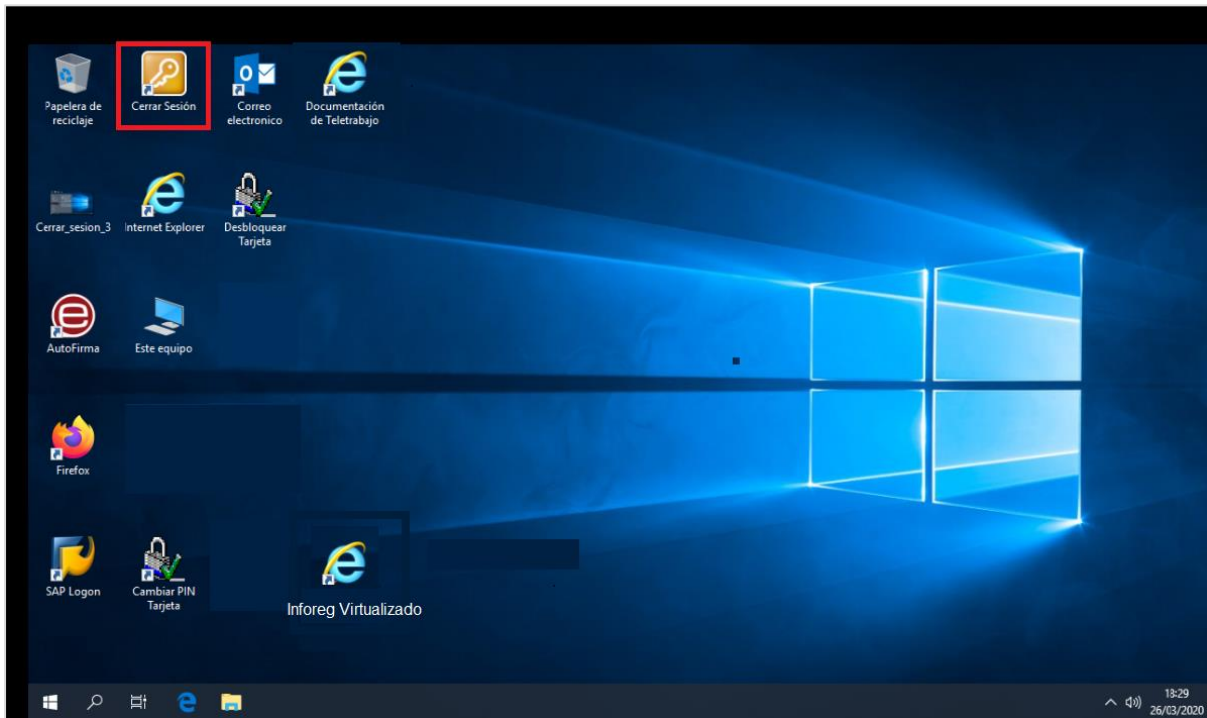 Papelera de
reciclaje
Cerrar Sesión
Correo
electronico
Documentación
de Teletrabajo
Cerrar_sesion_3
Internet Explorer
Desbloquear
Tarjeta
AutoFirma
Este equipo
Firefox
SAP Logon
Cambiar PIN
Tarjeta
Inforeg Virtualizado
18:29
26/03/2020